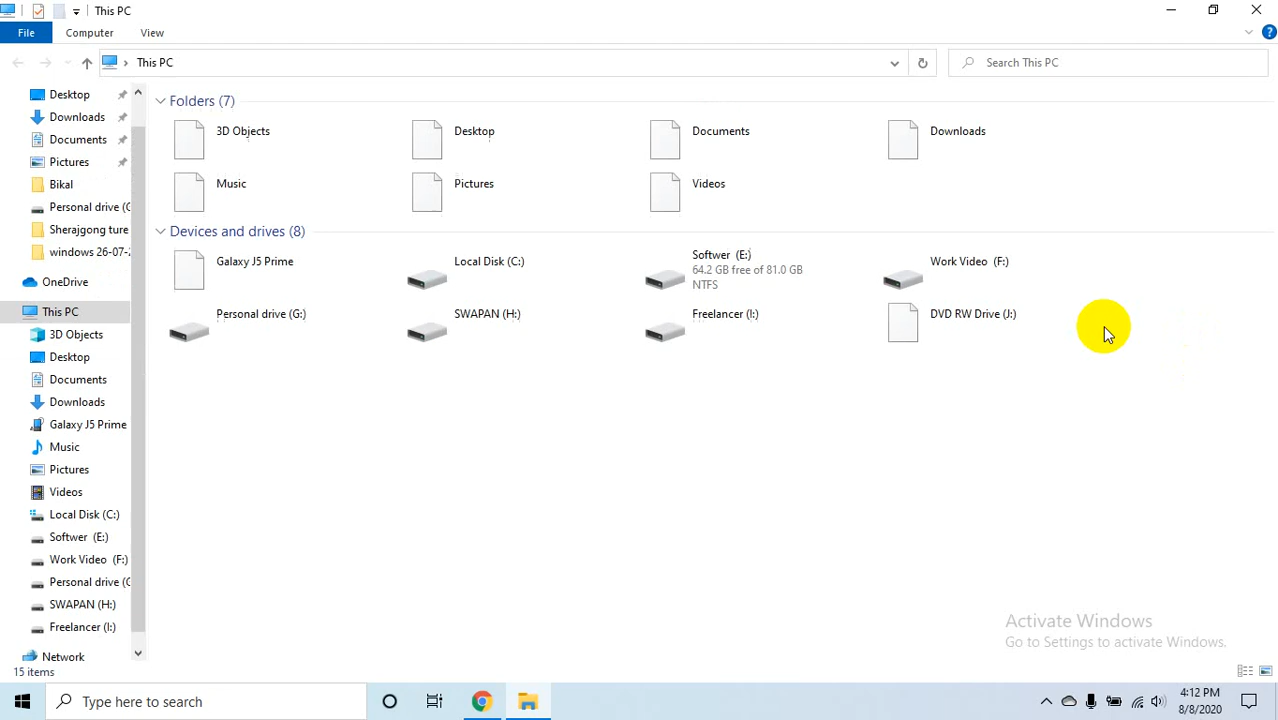 This PC
File Computer View
This PC
Search This PC
Desktop
Downloads
Documents
Pictures
Bikal
Personal drive (G
Sherajgong ture
windows 26-07-2
OneDrive
This PC
3D Objects
Desktop
Documents
Downloads
Galaxy J5 Prime
Music
Pictures
Videos
Local Disk (C:)
Softwer (E:)
Work Video (F:)
Personal drive (G
SWAPAN (H:)
Freelancer (I:)
Network
Folders (7)
3D Objects
Desktop
Documents
Downloads
Music
Pictures
Videos
Devices and drives (8)
Galaxy J5 Prime
Local Disk (C:)
Softwer (E:)
64.2 GB free of 81.0 GB
NTFS
Work Video (F:)
Personal drive (G:)
SWAPAN (H:)
Freelancer (I:)
DVD RW Drive (J:)
Activate Windows
Go to Settings to activate Windows.
15 items
Type here to search
4:12 PM
8/8/2020